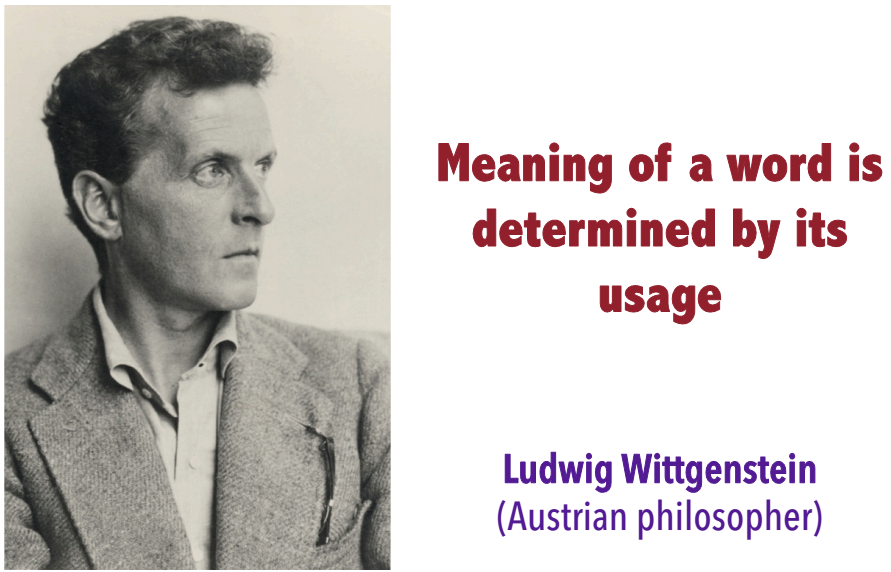 Meaning of a word is
determined by its
usage
Ludwig Wittgenstein
(Austrian philosopher)